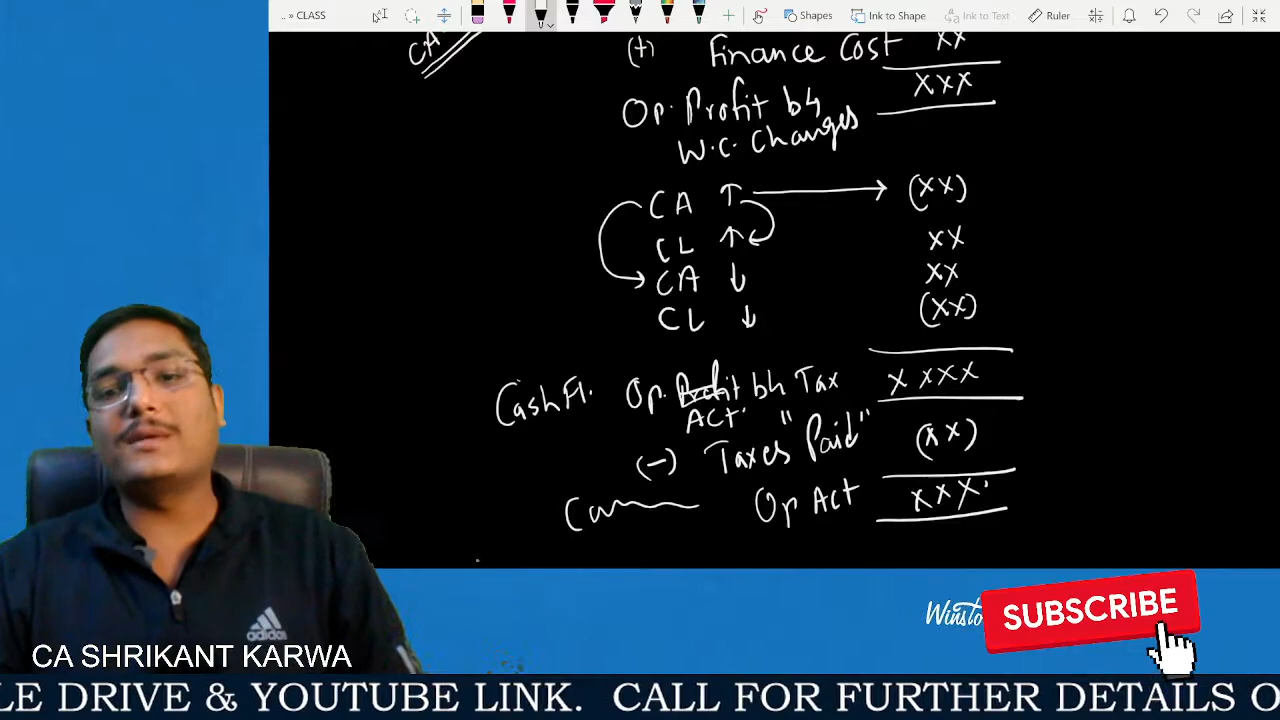 .. » CLASS
Shapes
Ink to Shape
Ink to Text
Ruler
CA
(+) Finance Cost xx
Op. Profit b4 xxx
W.C. Changes
CA ↑ → (xx)
CL ↑ xx
CA ↓ xx
CL ↓ (xx)
Cash Fl. Op. Profit b4 Tax xxxx
Act. "
(-) Taxes "Paid" (xx)
Op Act xxx
Winsto
SUBSCRIBE
CA SHRIKANT KARWA
LE DRIVE & YOUTUBE LINK. CALL FOR FURTHER DETAILS O